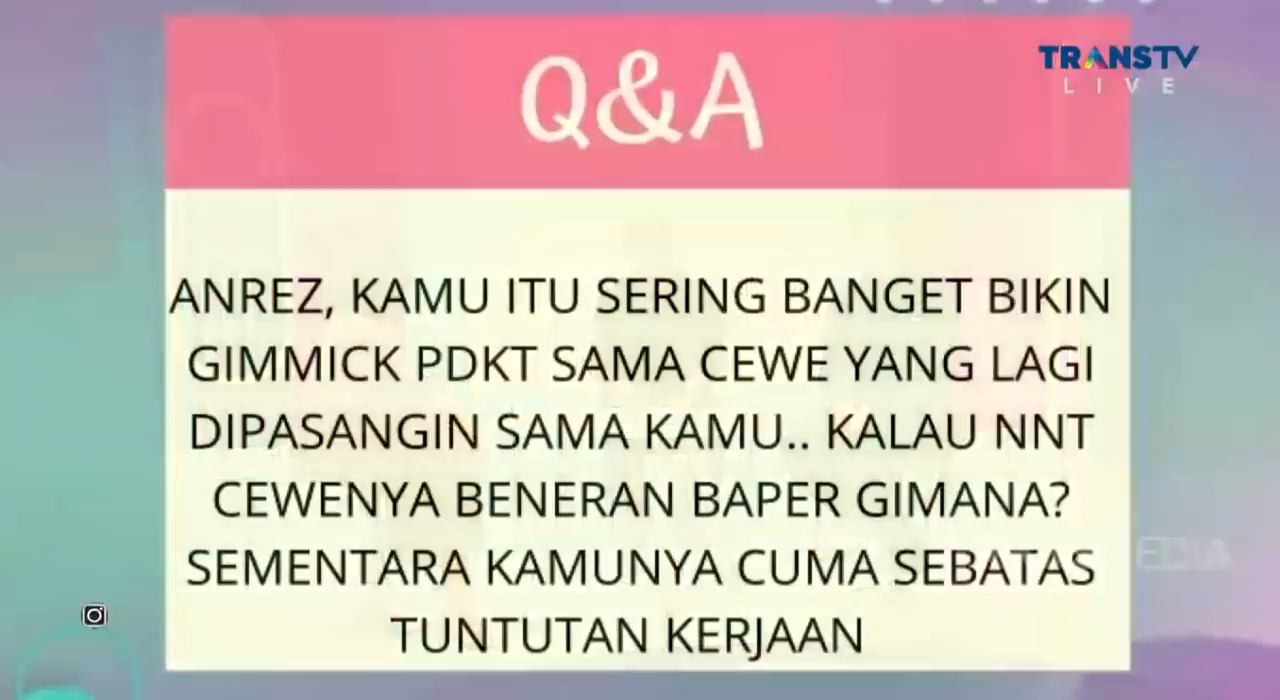 TRANSTV
LIVE
Q&A
ANREZ, KAMU ITU SERING BANGET BIKIN
GIMMICK PDKT SAMA CEWE YANG LAGI
DIPASANGIN SAMA KAMU.. KALAU NNT
CEWENYA BENERAN BAPER GIMANA?
SEMENTARA KAMUNYA CUMA SEBATAS
TUNTUTAN KERJAAN